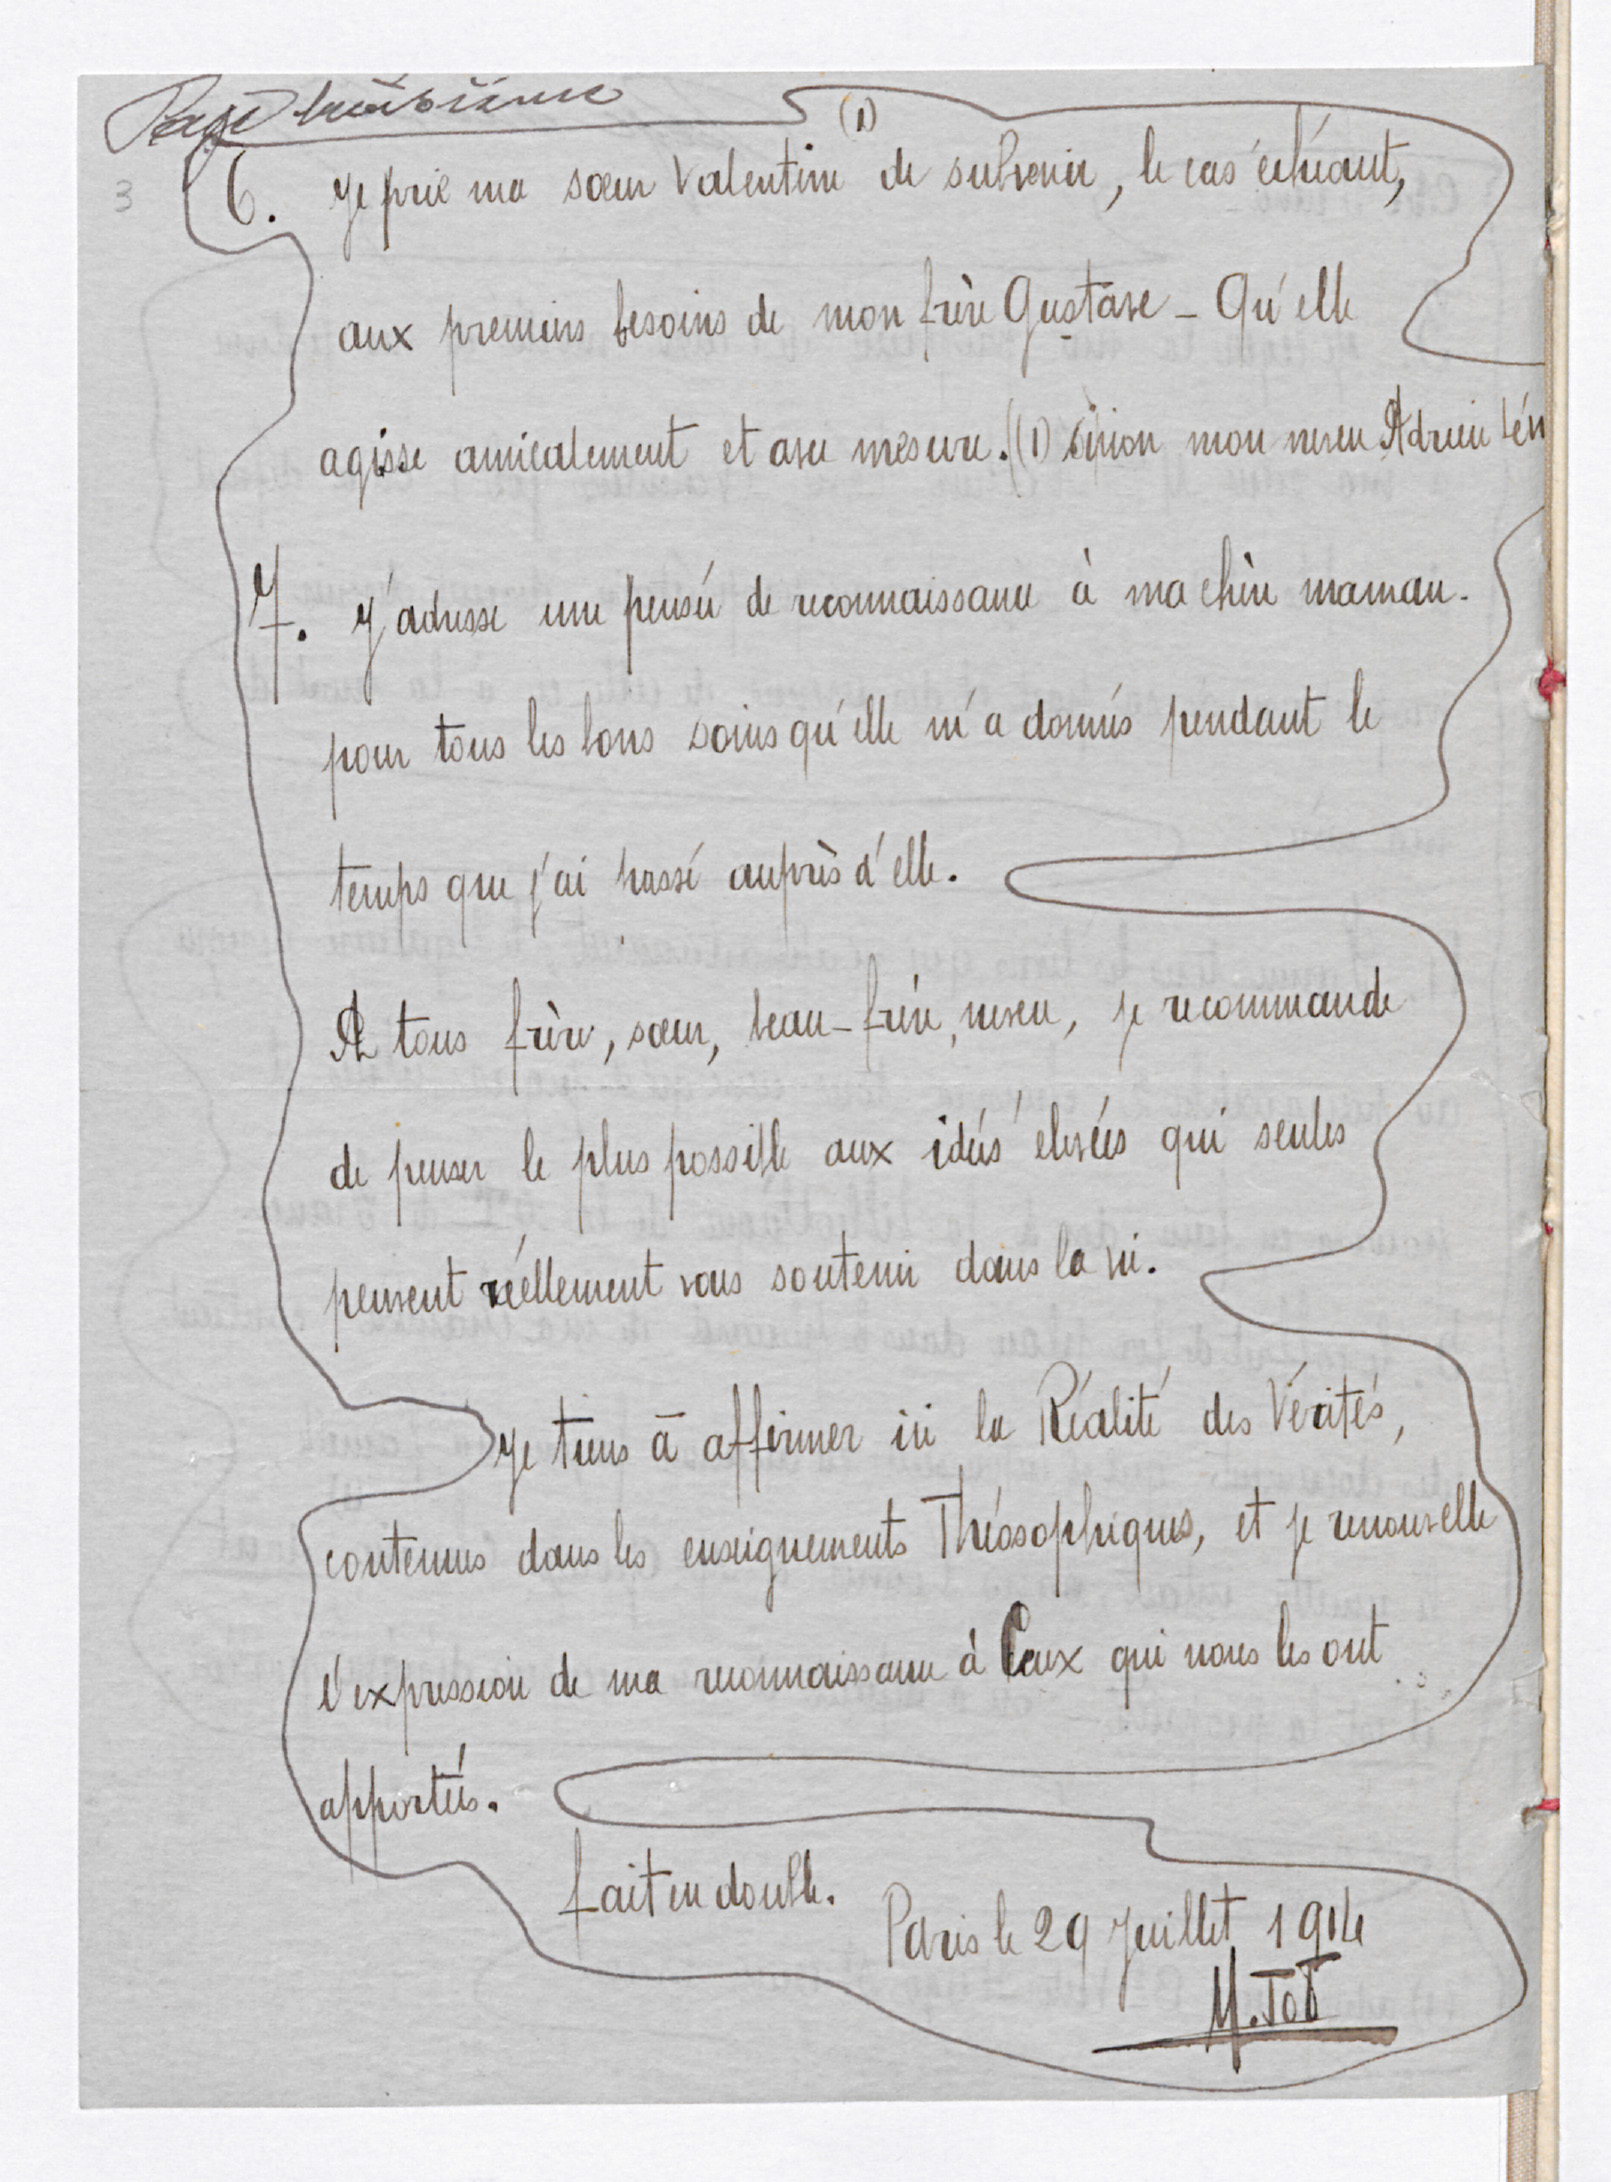 Page troisième
3
(1)
6. Je prie ma sœur Valentine de subvenir, le cas échéant,
aux premiers besoins de mon frère Gustave _ Qu'elle
agisse amicalement et avec mesure. (1) sinon mon neveu Adrien
7. J'adresse une pensée de reconnaissance à ma chère maman.
pour tous les bons soins qu'elle m'a donnés pendant le
temps que j'ai passé auprès d'elle.
A tous frère, sœur, beau-frère, neveu, je recommande
de penser le plus possible aux idées élevées qui seules
peuvent réellement vous soutenir dans la vie.
Je tiens à affirmer ici la Réalité des Vérités,
contenues dans les enseignements Théosophiques, et je renouvelle
l'expression de ma reconnaissance à Ceux qui nous les ont
apportés.
fait en double.
Paris le 29 Juillet 1914
M. Tot